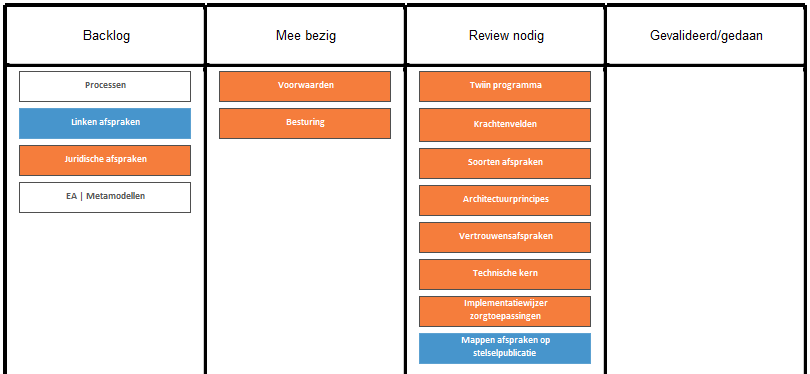 Backlog
Mee bezig
Review nodig
Gevalideerd/gedaan
Processen
Linken afspraken
Juridische afspraken
EA | Metamodellen
Voorwaarden
Besturing
Twiin programma
Krachtenvelden
Soorten afspraken
Architectuurprincipes
Vertrouwensafspraken
Technische kern
Implementatiewijzer
zorgtoepassingen
Mappen afspraken op
stelselpublicatie